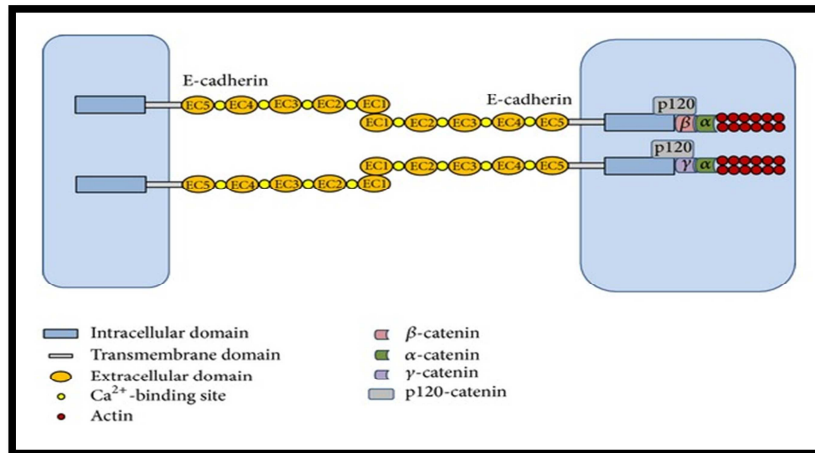 E-cadherin
EC5 EC4 EC3 EC2 EC1
E-cadherin
EC1 EC2 EC3 EC4 EC5
p120
β α
p120
EC1 EC2 EC3 EC4 EC5
γ α
EC5 EC4 EC3 EC2 EC1
Intracellular domain
Transmembrane domain
Extracellular domain
Ca²⁺-binding site
Actin
β-catenin
α-catenin
γ-catenin
p120-catenin